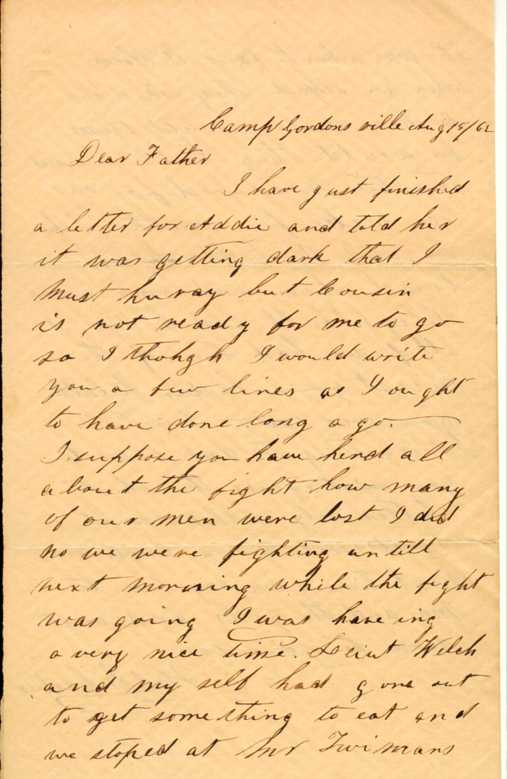 Camp Gordons ville Aug 15/62
Dear Father
I have just finished
a letter for Addie and told her
it was getting dark that I
must huray but Cousin
is not ready for me to go
so I thohgh I would write
you a few lines as I ought
to have done long a go.
I suppose you have herd all
about the fight how many
of our men were lost I did
no we were fighting untill
next morning while the fight
was going I was have ing
a very nice time. Leiut Welch
and my self had gone out
to get something to eat and
we stoped at Mr Twimans